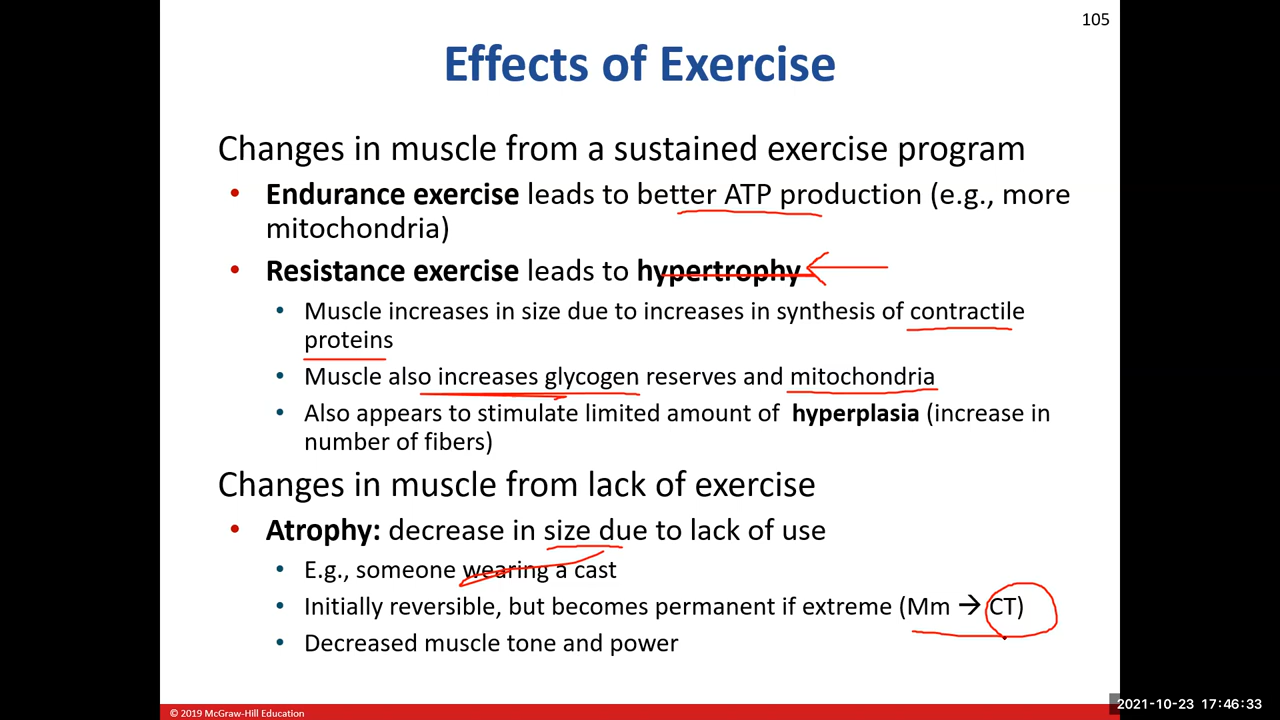 105
Effects of Exercise
Changes in muscle from a sustained exercise program
• Endurance exercise leads to better ATP production (e.g., more
mitochondria)
• Resistance exercise leads to hypertrophy
• Muscle increases in size due to increases in synthesis of contractile
proteins
• Muscle also increases glycogen reserves and mitochondria
• Also appears to stimulate limited amount of hyperplasia (increase in
number of fibers)
Changes in muscle from lack of exercise
• Atrophy: decrease in size due to lack of use
• E.g., someone wearing a cast
• Initially reversible, but becomes permanent if extreme (Mm → CT)
• Decreased muscle tone and power
© 2019 McGraw-Hill Education
2021-10-23 17:46:33